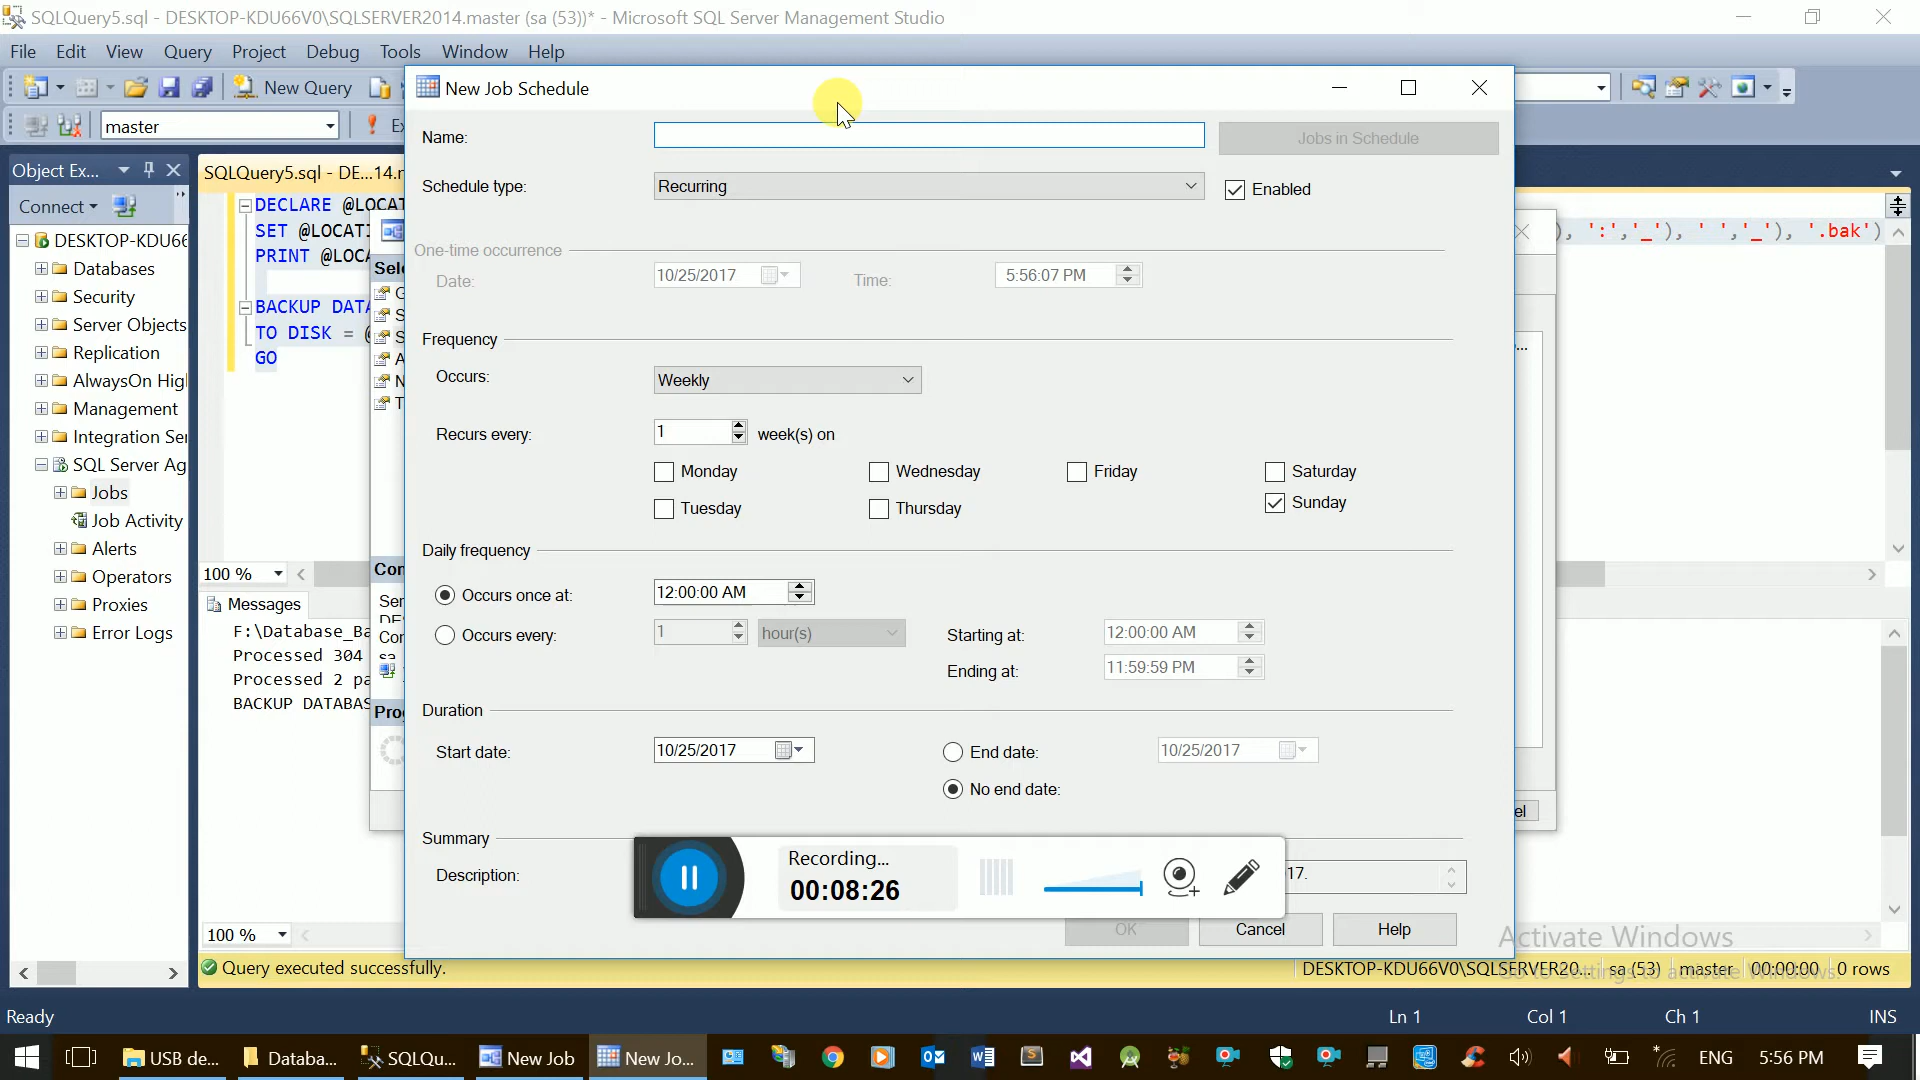 SQLQuery5.sql - DESKTOP-KDU66V0\SQLSERVER2014.master (sa (53))* - Microsoft SQL Server Management Studio
File Edit View Query Project Debug Tools Window Help
New Query
master
New Job Schedule
Name:
Jobs in Schedule
Schedule type:
Recurring
Enabled
One-time occurrence
Date:
10/25/2017
Time:
5:56:07 PM
Frequency
Occurs:
Weekly
Recurs every:
1
week(s) on
Monday
Wednesday
Friday
Saturday
Tuesday
Thursday
Sunday
Daily frequency
Occurs once at:
12:00:00 AM
Occurs every:
1
hour(s)
Starting at:
12:00:00 AM
Ending at:
11:59:59 PM
Duration
Start date:
10/25/2017
End date:
10/25/2017
No end date:
Summary
Description:
17.
Recording...
00:08:26
OK
Cancel
Help
Object Ex...
Connect
DESKTOP-KDU66
Databases
Security
Server Objects
Replication
AlwaysOn Hig
Management
Integration Ser
SQL Server Ag
Jobs
Job Activity
Alerts
Operators
Proxies
Error Logs
SQLQuery5.sql - DE...14.
DECLARE @LOCAT
SET @LOCATI
PRINT @LOCA
BACKUP DATA
TO DISK = @
GO
), ':','_'), ' ','_'), '.bak')
100 %
Messages
F:\Database_Ba
Processed 304
Processed 2 pa
BACKUP DATABAS
100 %
Query executed successfully.
DESKTOP-KDU66V0\SQLSERVER20...
sa (53)
master
00:00:00
0 rows
Activate Windows
Go to Settings to activate Windows.
Ready
Ln 1
Col 1
Ch 1
INS
USB de...
Databa...
SQLQu...
New Job
New Jo...
ENG
5:56 PM